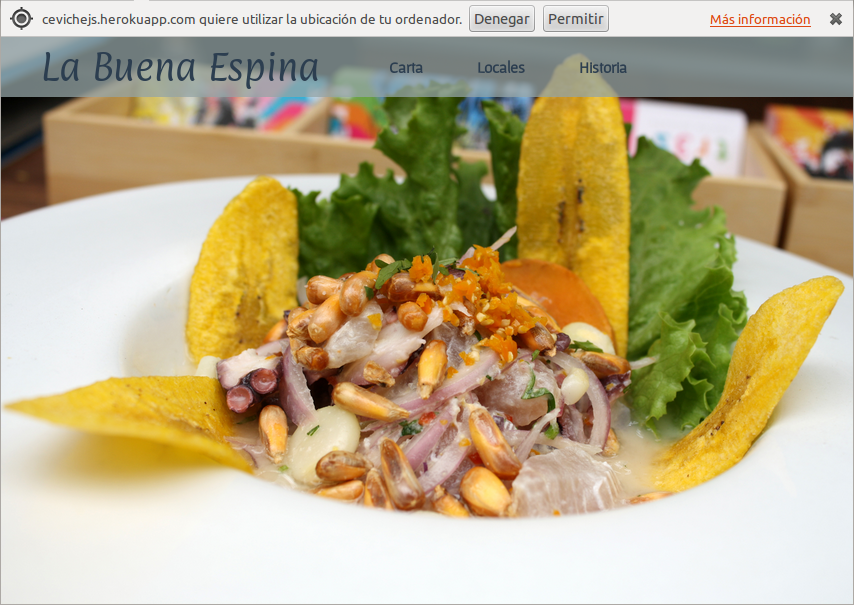 cevichejs.herokuapp.com quiere utilizar la ubicación de tu ordenador. Denegar Permitir Más información
La Buena Espina Carta Locales Historia